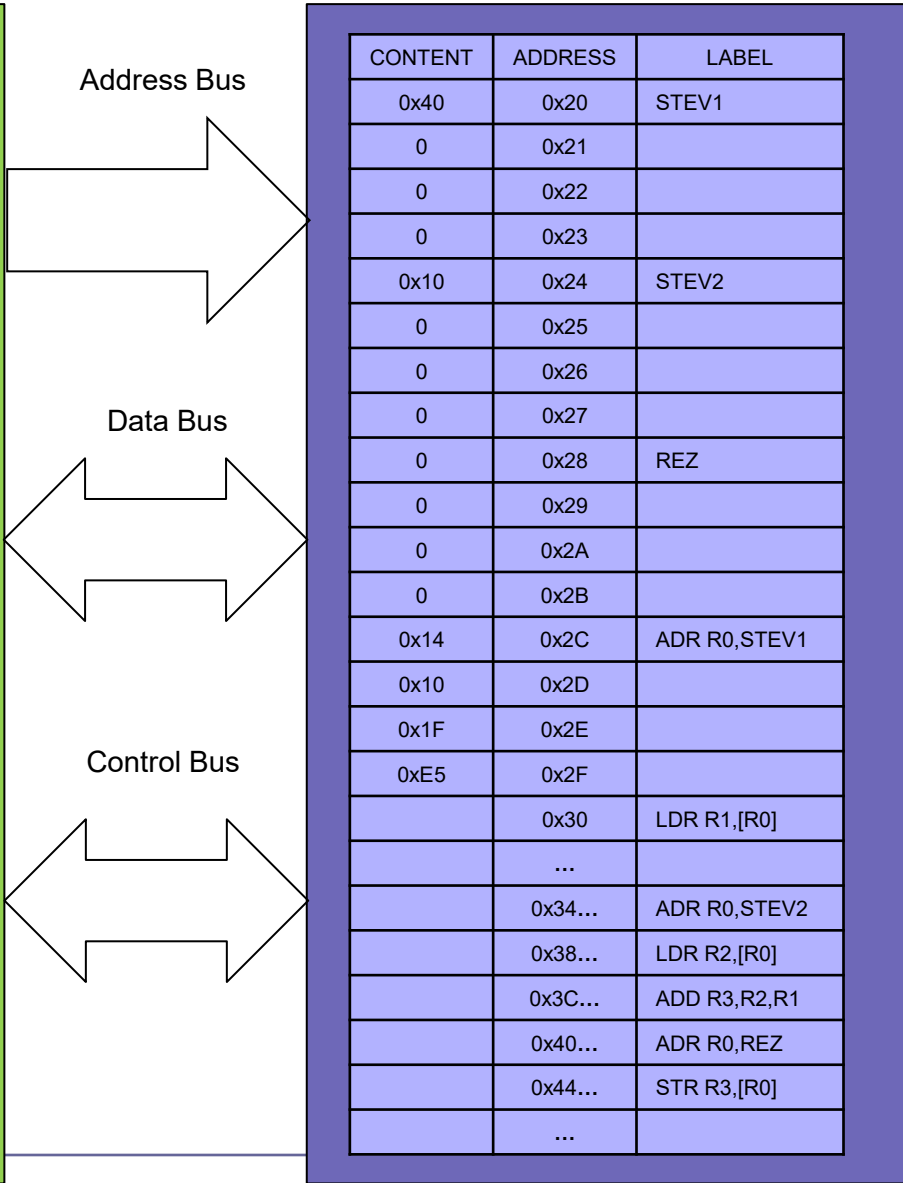 Address Bus
Data Bus
Control Bus
CONTENT ADDRESS LABEL
0x40 0x20 STEV1
0 0x21
0 0x22
0 0x23
0x10 0x24 STEV2
0 0x25
0 0x26
0 0x27
0 0x28 REZ
0 0x29
0 0x2A
0 0x2B
0x14 0x2C ADR R0,STEV1
0x10 0x2D
0x1F 0x2E
0xE5 0x2F
0x30 LDR R1,[R0]
...
0x34... ADR R0,STEV2
0x38... LDR R2,[R0]
0x3C... ADD R3,R2,R1
0x40... ADR R0,REZ
0x44... STR R3,[R0]
...